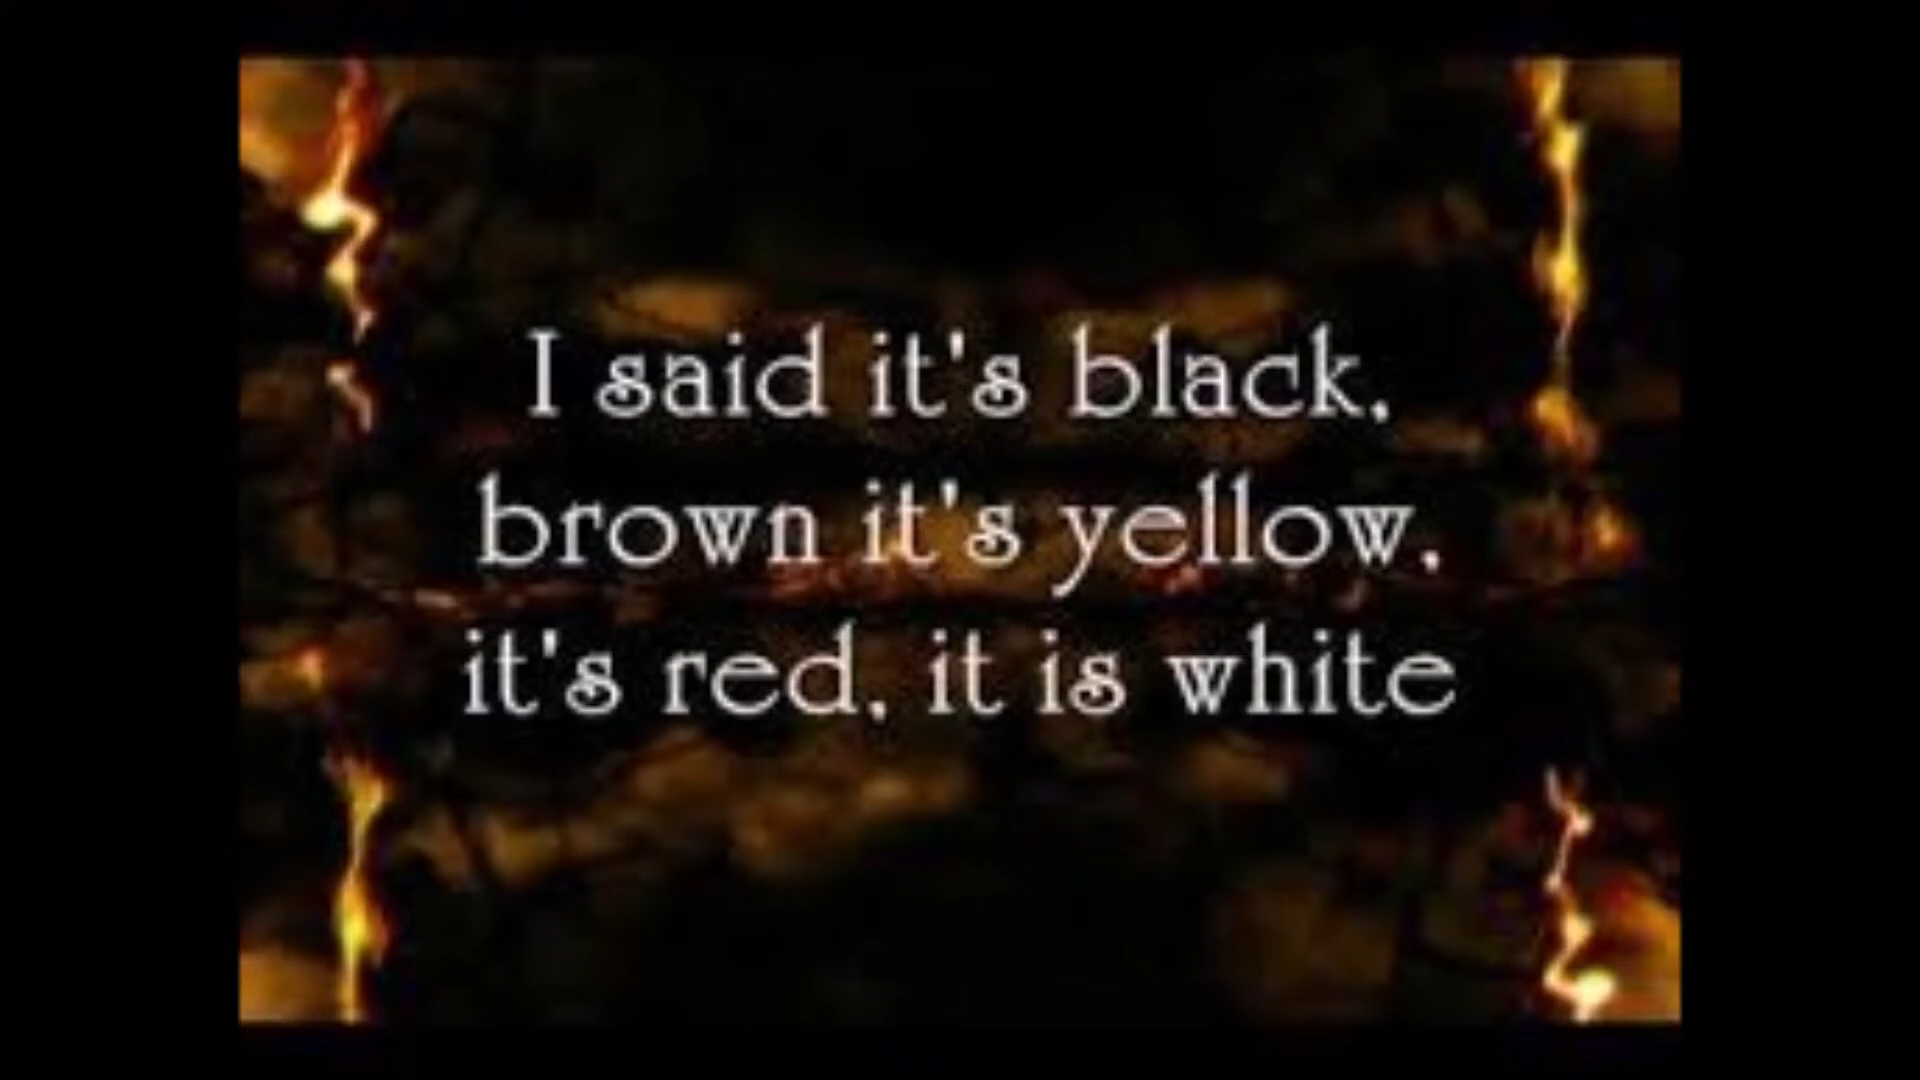 I said it's black,
brown it's yellow,
it's red, it is white